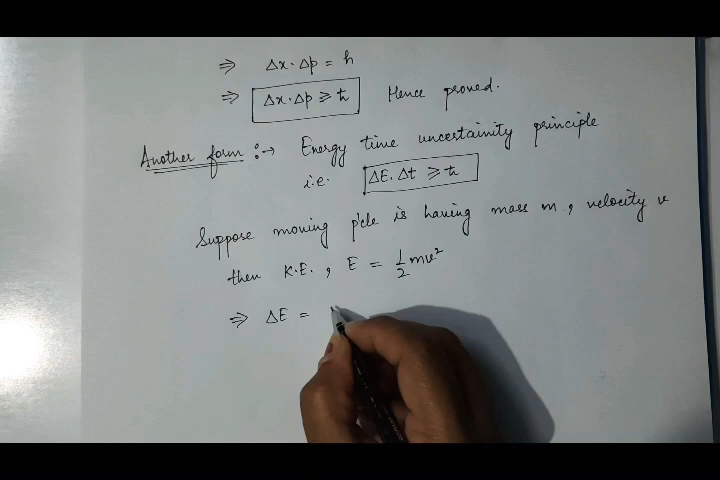 ⇒ Δx·Δp = h
⇒ Δx·Δp ≥ ħ Hence proved.
Another form :→ Energy time uncertainity principle
i.e. ΔE. Δt ≥ ħ
Suppose moving p'cle is having mass m, velocity v
then K.E., E = 1/2 mv²
⇒ ΔE =